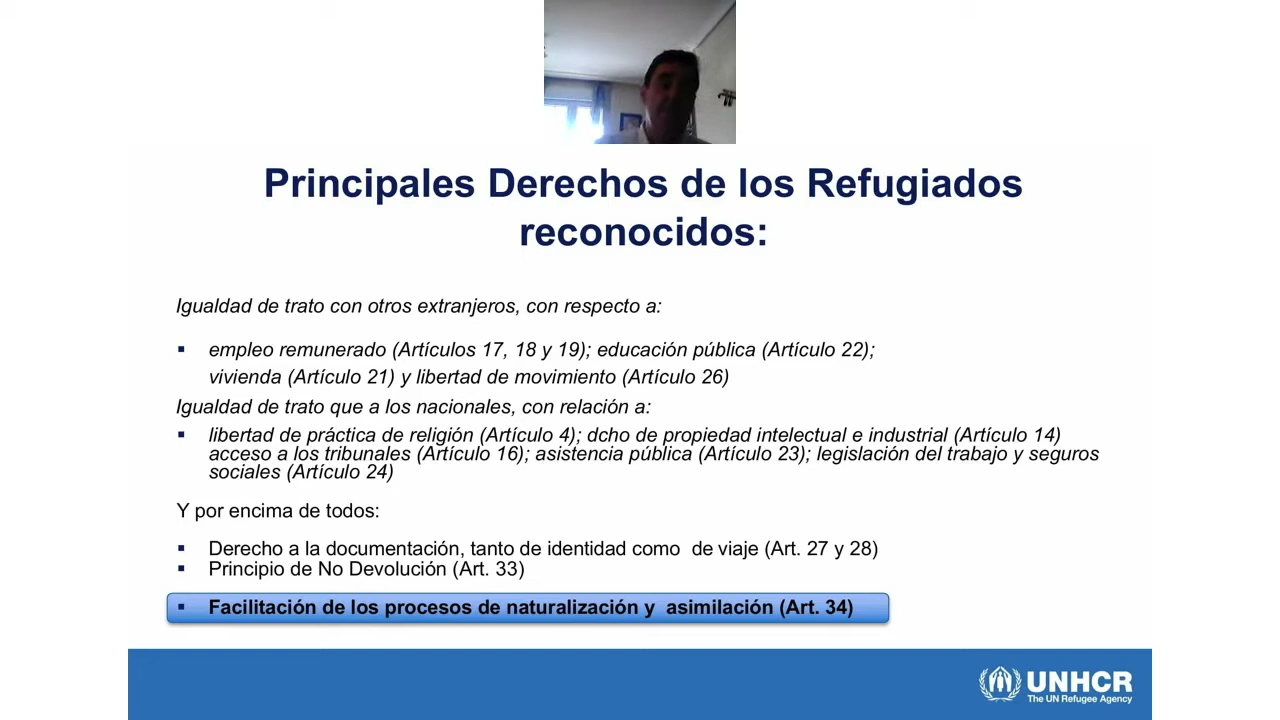 Principales Derechos de los Refugiados
reconocidos:
Igualdad de trato con otros extranjeros, con respecto a:
▪ empleo remunerado (Artículos 17, 18 y 19); educación pública (Artículo 22);
vivienda (Artículo 21) y libertad de movimiento (Artículo 26)
Igualdad de trato que a los nacionales, con relación a:
▪ libertad de práctica de religión (Artículo 4); dcho de propiedad intelectual e industrial (Artículo 14)
acceso a los tribunales (Artículo 16); asistencia pública (Artículo 23); legislación del trabajo y seguros
sociales (Artículo 24)
Y por encima de todos:
▪ Derecho a la documentación, tanto de identidad como de viaje (Art. 27 y 28)
▪ Principio de No Devolución (Art. 33)
▪ Facilitación de los procesos de naturalización y asimilación (Art. 34)
UNHCR
The UN Refugee Agency